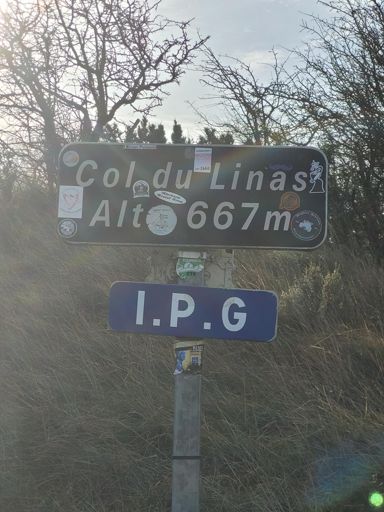 Col du Linas
Alt 667m
I.P.G